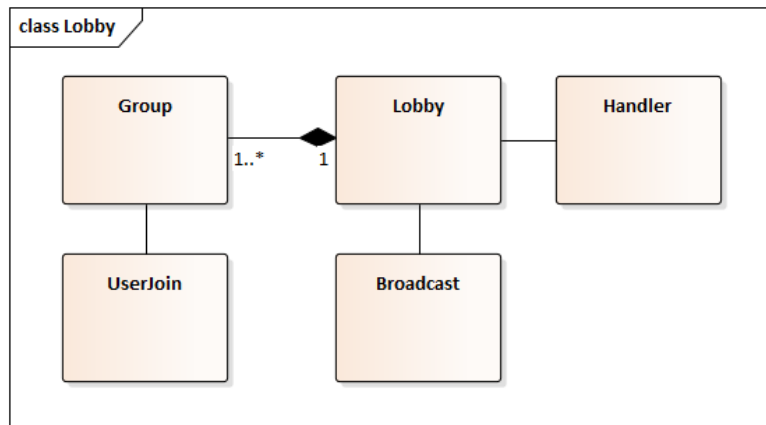 class Lobby
Group
Lobby
Handler
1..*
1
UserJoin
Broadcast